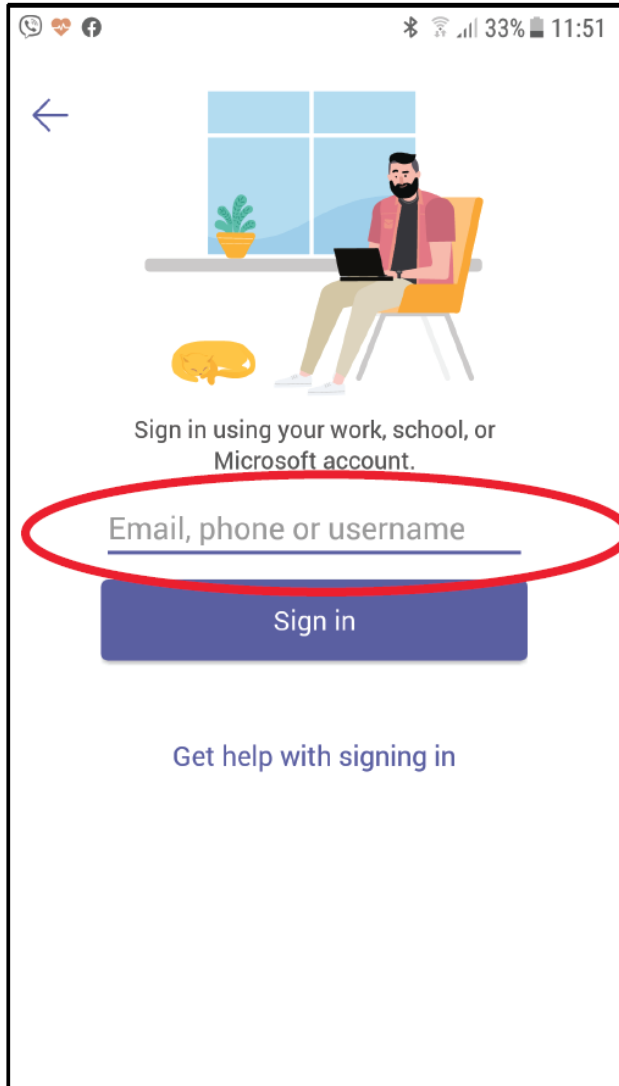 33% 11:51
Sign in using your work, school, or
Microsoft account.
Email, phone or username
Sign in
Get help with signing in